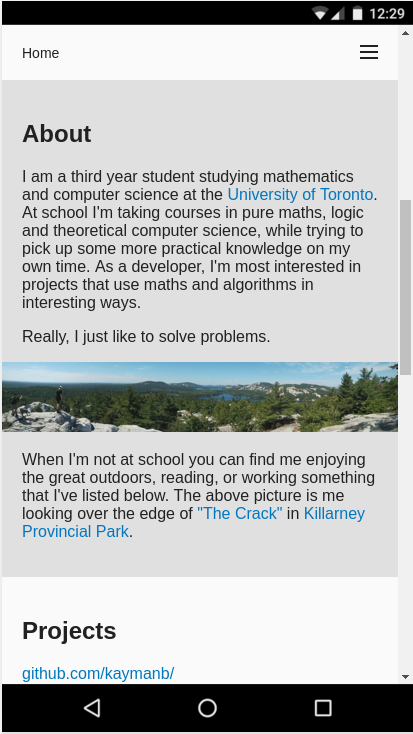 12:29
Home
About
I am a third year student studying mathematics
and computer science at the University of Toronto.
At school I'm taking courses in pure maths, logic
and theoretical computer science, while trying to
pick up some more practical knowledge on my
own time. As a developer, I'm most interested in
projects that use maths and algorithms in
interesting ways.
Really, I just like to solve problems.
When I'm not at school you can find me enjoying
the great outdoors, reading, or working something
that I've listed below. The above picture is me
looking over the edge of "The Crack" in Killarney
Provincial Park.
Projects
github.com/kaymanb/